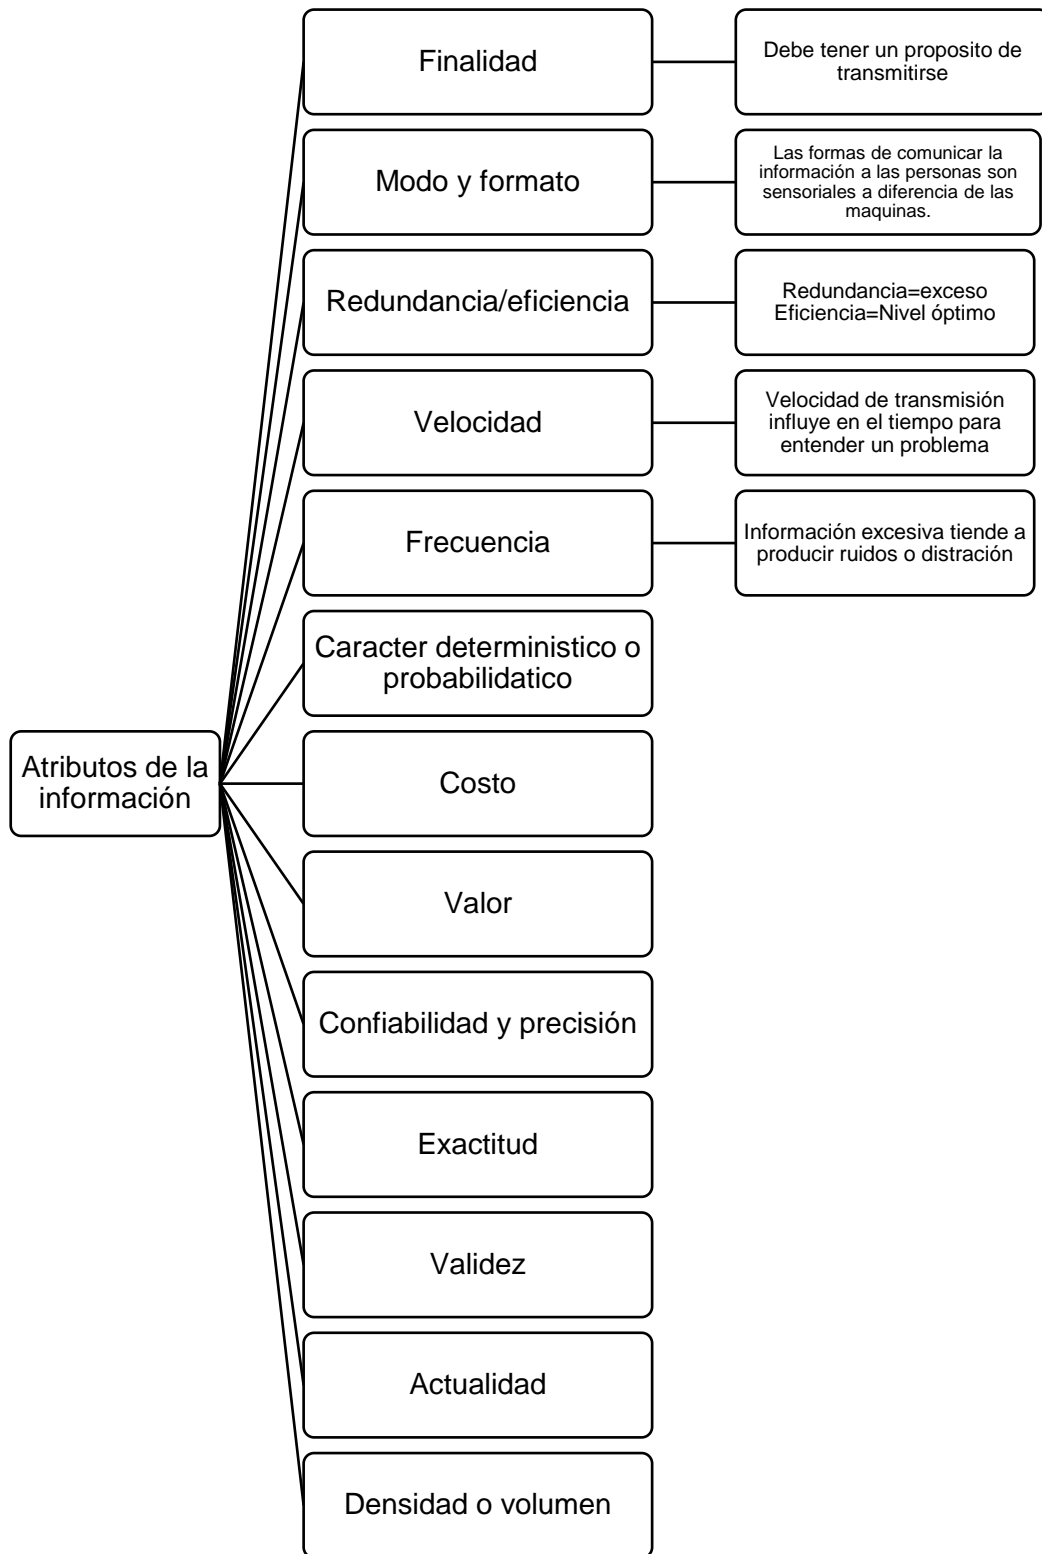 Finalidad
Debe tener un proposito de
transmitirse
Modo y formato
Las formas de comunicar la
información a las personas son
sensoriales a diferencia de las
maquinas.
Redundancia/eficiencia
Redundancia=exceso
Eficiencia=Nivel óptimo
Velocidad
Velocidad de transmisión
influye en el tiempo para
entender un problema
Frecuencia
Información excesiva tiende a
producir ruidos o distración
Carácter deterministico o
probabilidatico
Atributos de la
información
Costo
Valor
Confiabilidad y precisión
Exactitud
Validez
Actualidad
Densidad o volumen